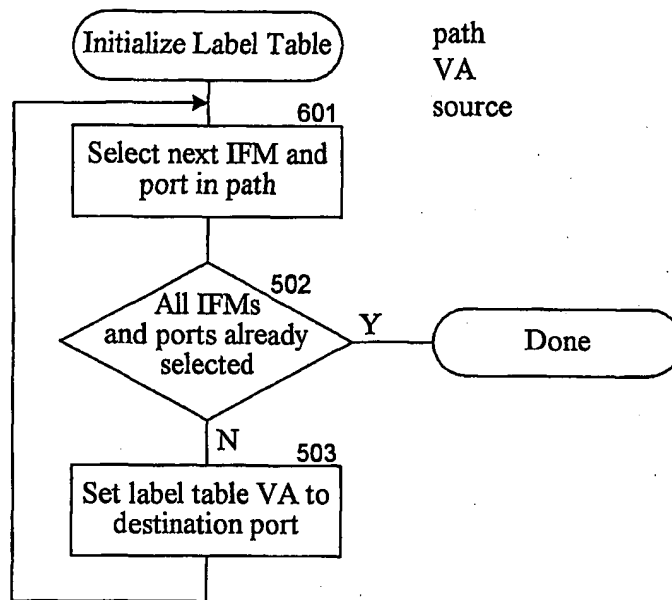 Initialize Label Table
path
VA
source
601
Select next IFM and
port in path
502
All IFMs
and ports already
selected
Y
Done
N
503
Set label table VA to
destination port